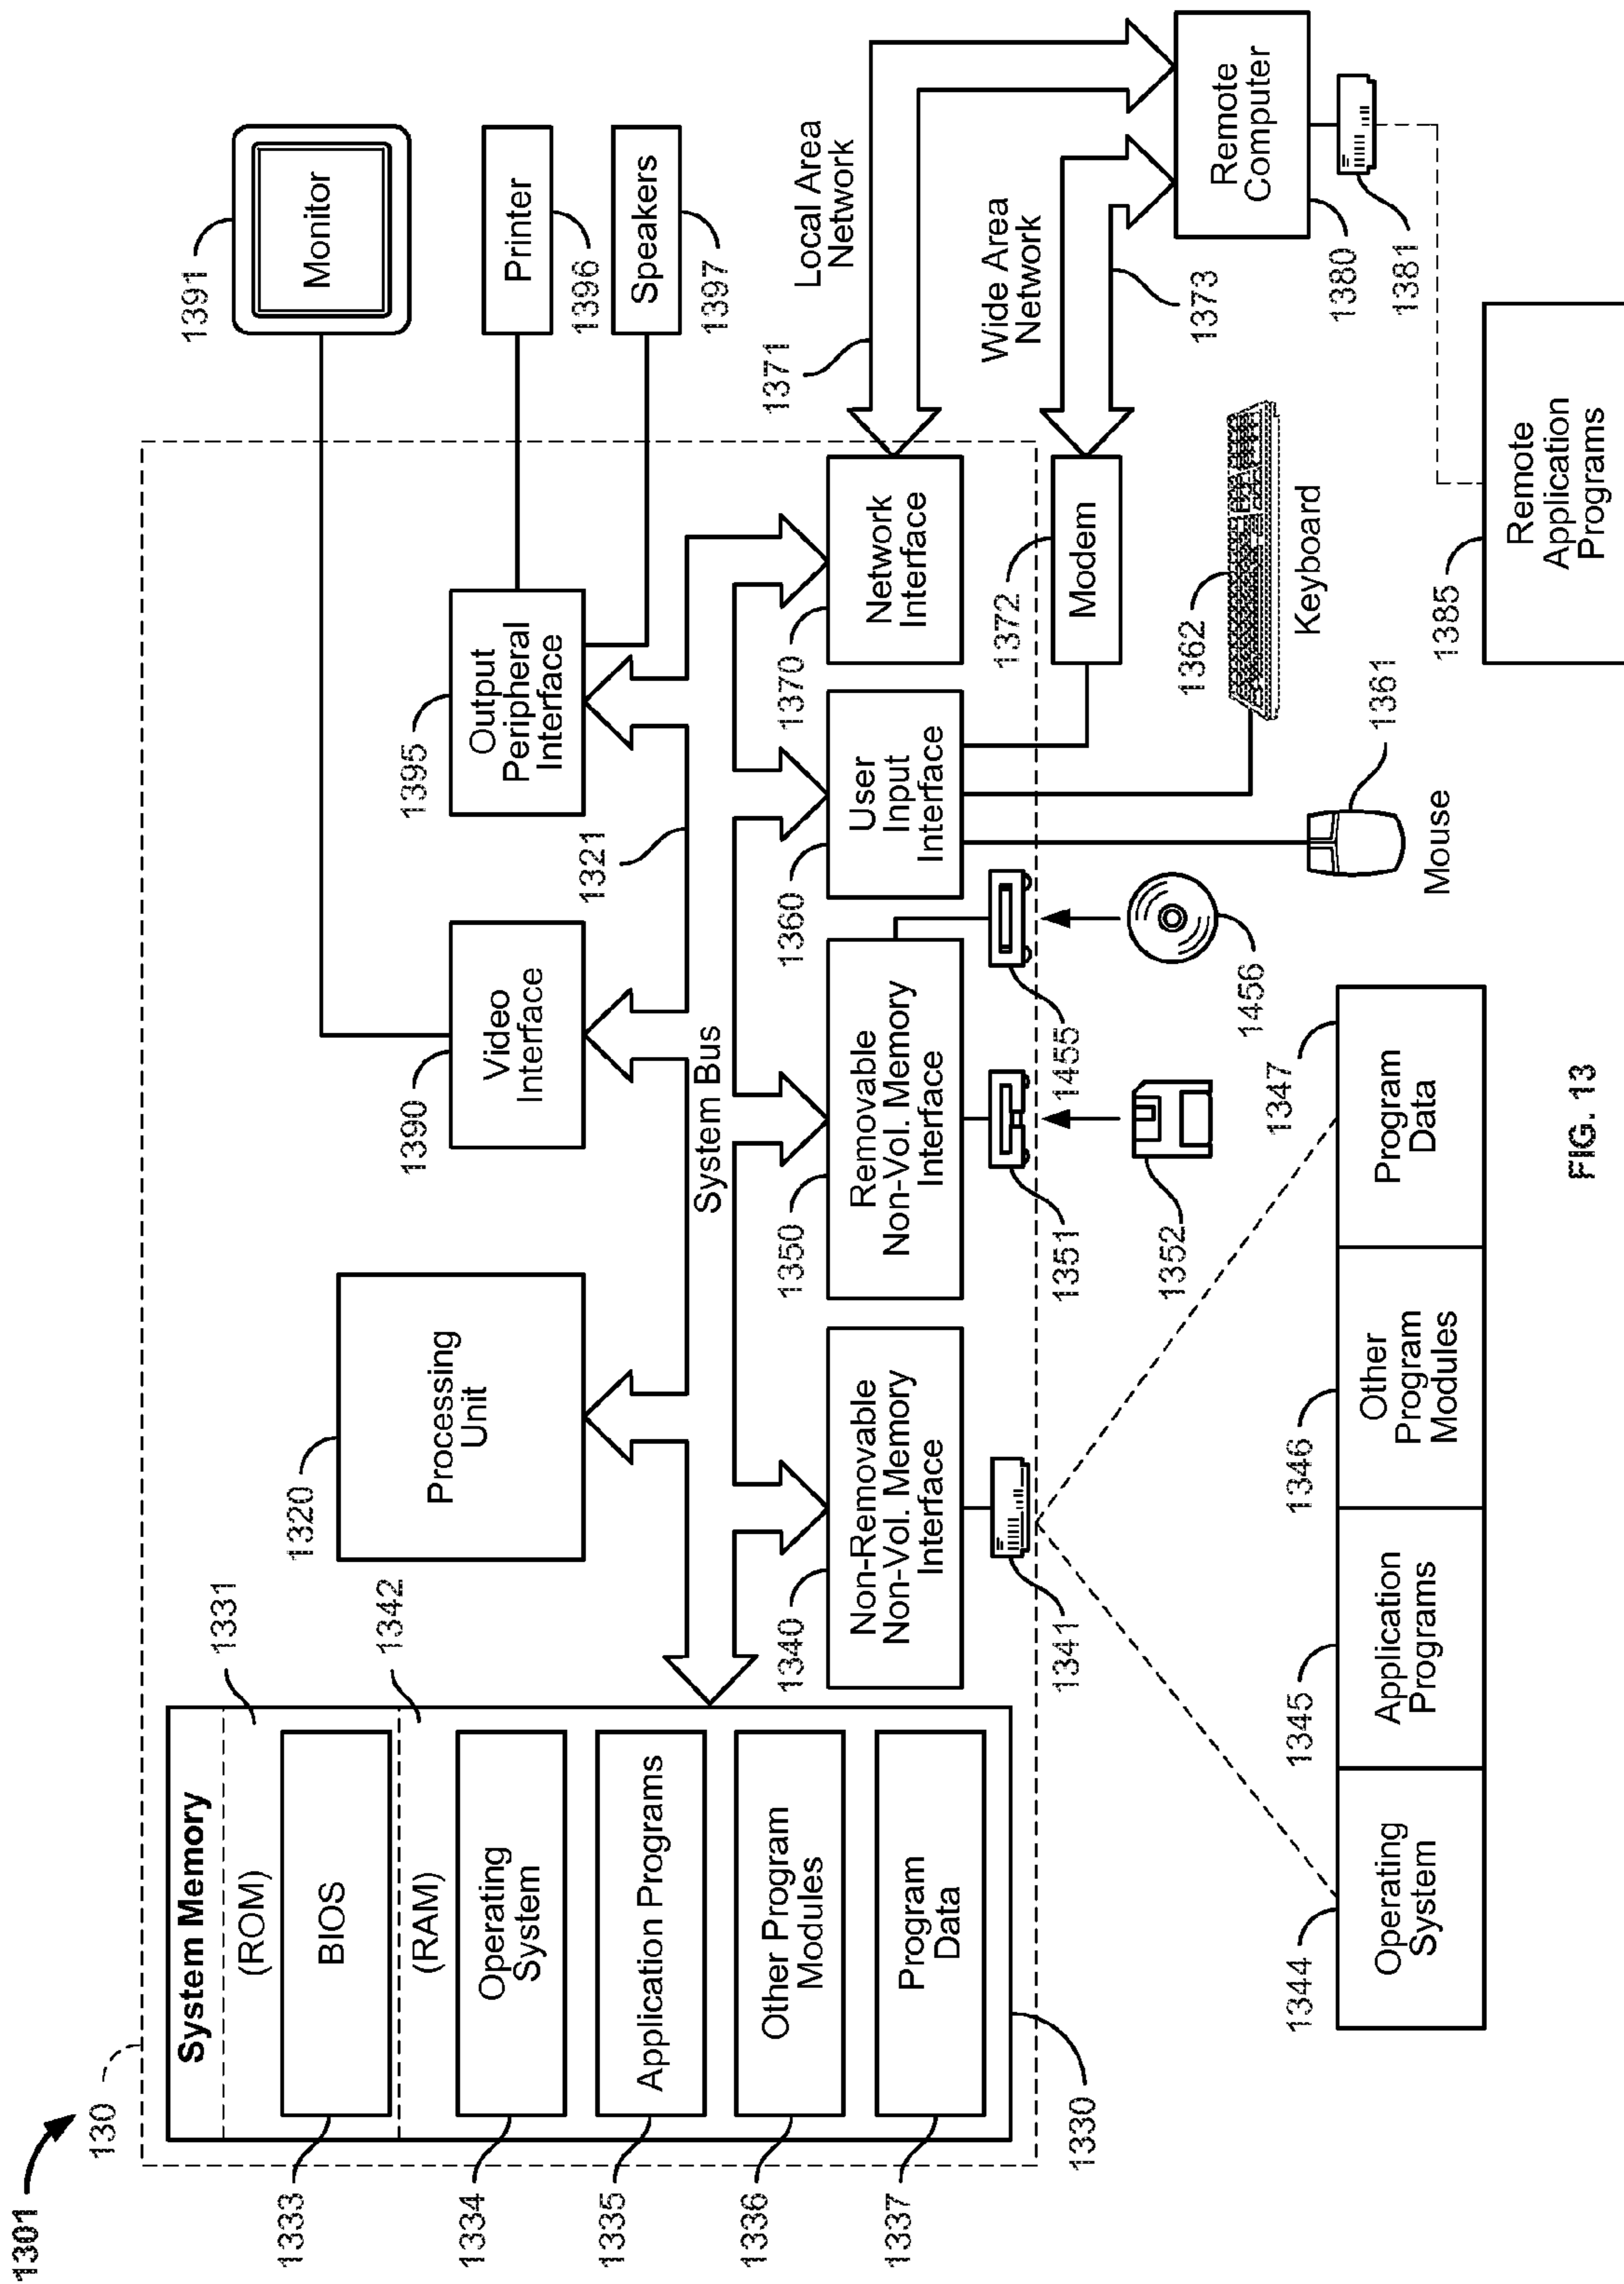 1301
130
System Memory
(ROM)
1331
BIOS
1333
(RAM)
1342
Operating
System
1334
Application Programs
1335
Other Program
Modules
1336
Program
Data
1337
1330
1320
Processing
Unit
1390
Video
Interface
1395
Output
Peripheral
Interface
1391
Monitor
Printer
1396
Speakers
1397
System Bus
1321
1340
Non-Removable
Non-Vol. Memory
Interface
1341
1350
Removable
Non-Vol. Memory
Interface
1351
1455
1352
1456
1360
User
Input
Interface
1370
Network
Interface
1372
Modem
Local Area
Network
1371
Wide Area
Network
1373
Remote
Computer
1380
1381
1362
Keyboard
1361
Mouse
1385
Remote
Application
Programs
1344
Operating
System
1345
Application
Programs
1346
Other
Program
Modules
1347
Program
Data
FIG. 13